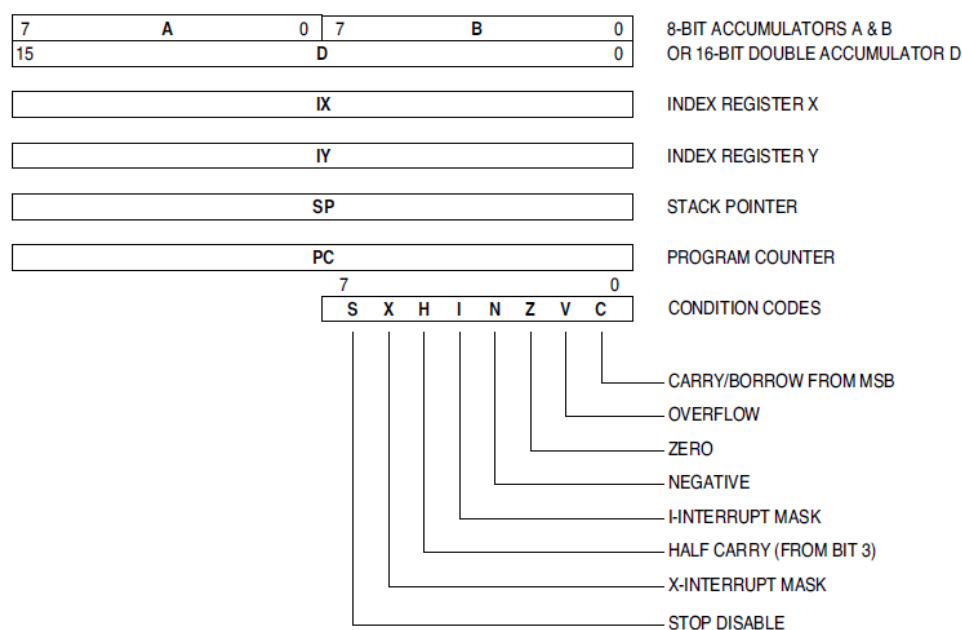 7 A 0 7 B 0 8-BIT ACCUMULATORS A & B
15 D 0 OR 16-BIT DOUBLE ACCUMULATOR D
IX INDEX REGISTER X
IY INDEX REGISTER Y
SP STACK POINTER
PC PROGRAM COUNTER
7 0
S X H I N Z V C CONDITION CODES
CARRY/BORROW FROM MSB
OVERFLOW
ZERO
NEGATIVE
I-INTERRUPT MASK
HALF CARRY (FROM BIT 3)
X-INTERRUPT MASK
STOP DISABLE